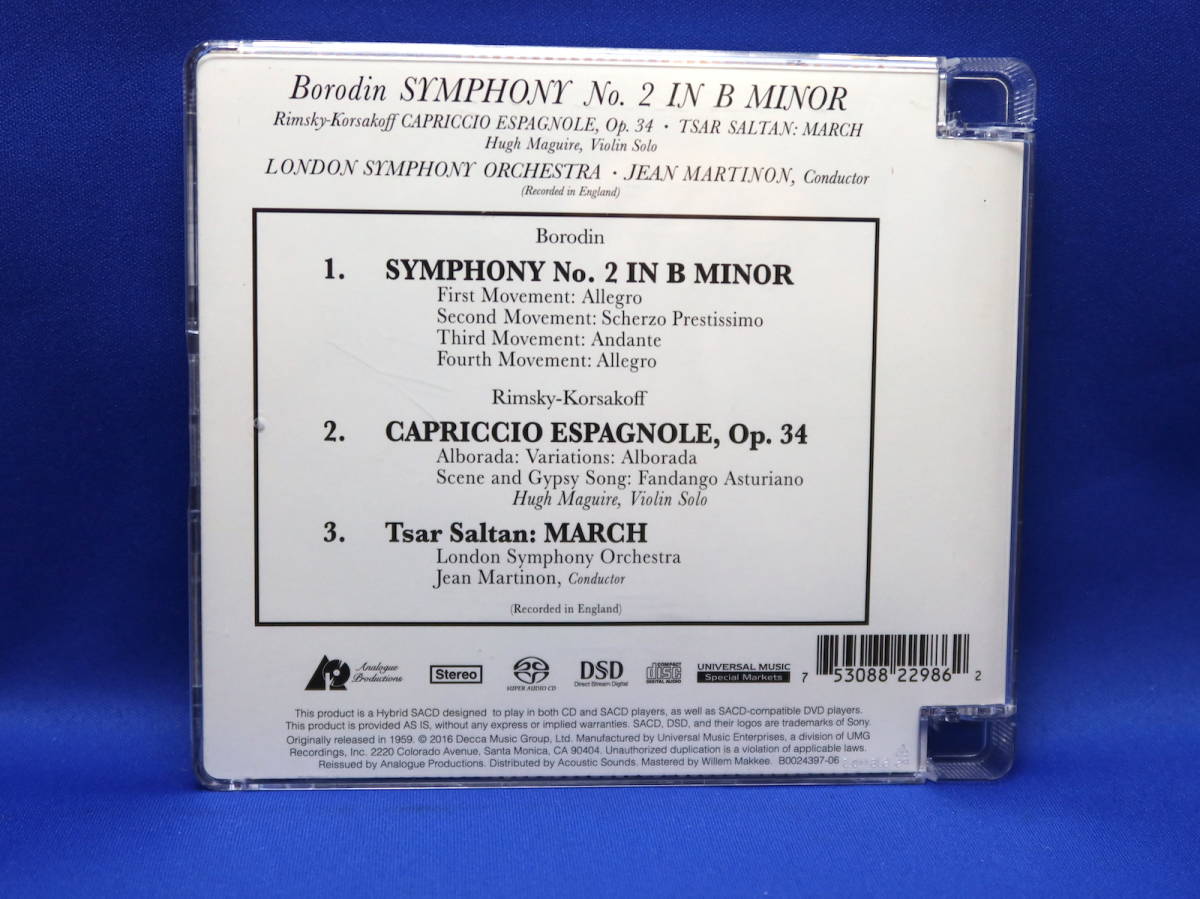 Borodin SYMPHONY No. 2 IN B MINOR
Rimsky-Korsakoff CAPRICCIO ESPAGNOLE, Op. 34 · TSAR SALTAN: MARCH
Hugh Maguire, Violin Solo
LONDON SYMPHONY ORCHESTRA · JEAN MARTINON, Conductor
(Recorded in England)
Borodin
1. SYMPHONY No. 2 IN B MINOR
First Movement: Allegro
Second Movement: Scherzo Prestissimo
Third Movement: Andante
Fourth Movement: Allegro
Rimsky-Korsakoff
2. CAPRICCIO ESPAGNOLE, Op. 34
Alborada: Variations: Alborada
Scene and Gypsy Song: Fandango Asturiano
Hugh Maguire, Violin Solo
3. Tsar Saltan: MARCH
London Symphony Orchestra
Jean Martinon, Conductor
(Recorded in England)
Analogue
Productions
Stereo
SUPER AUDIO CD
DSD
Direct Stream Digital
COMPACT
disc
DIGITAL AUDIO
UNIVERSAL MUSIC
Special Markets
7 53088 22986 2
This product is a Hybrid SACD designed to play in both CD and SACD players, as well as SACD-compatible DVD players.
This product is provided AS IS, without any express or implied warranties. SACD, DSD, and their logos are trademarks of Sony.
Originally released in 1959. © 2016 Decca Music Group, Ltd. Manufactured by Universal Music Enterprises, a division of UMG
Recordings, Inc. 2220 Colorado Avenue, Santa Monica, CA 90404. Unauthorized duplication is a violation of applicable laws.
Reissued by Analogue Productions. Distributed by Acoustic Sounds. Mastered by Willem Makkee. B0024397-06